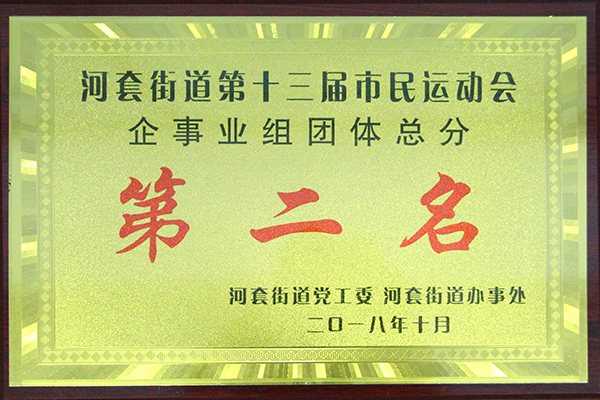 河套街道第十三届市民运动会
企事业组团体总分
第二名
河套街道党工委 河套街道办事处
二〇一八年十月